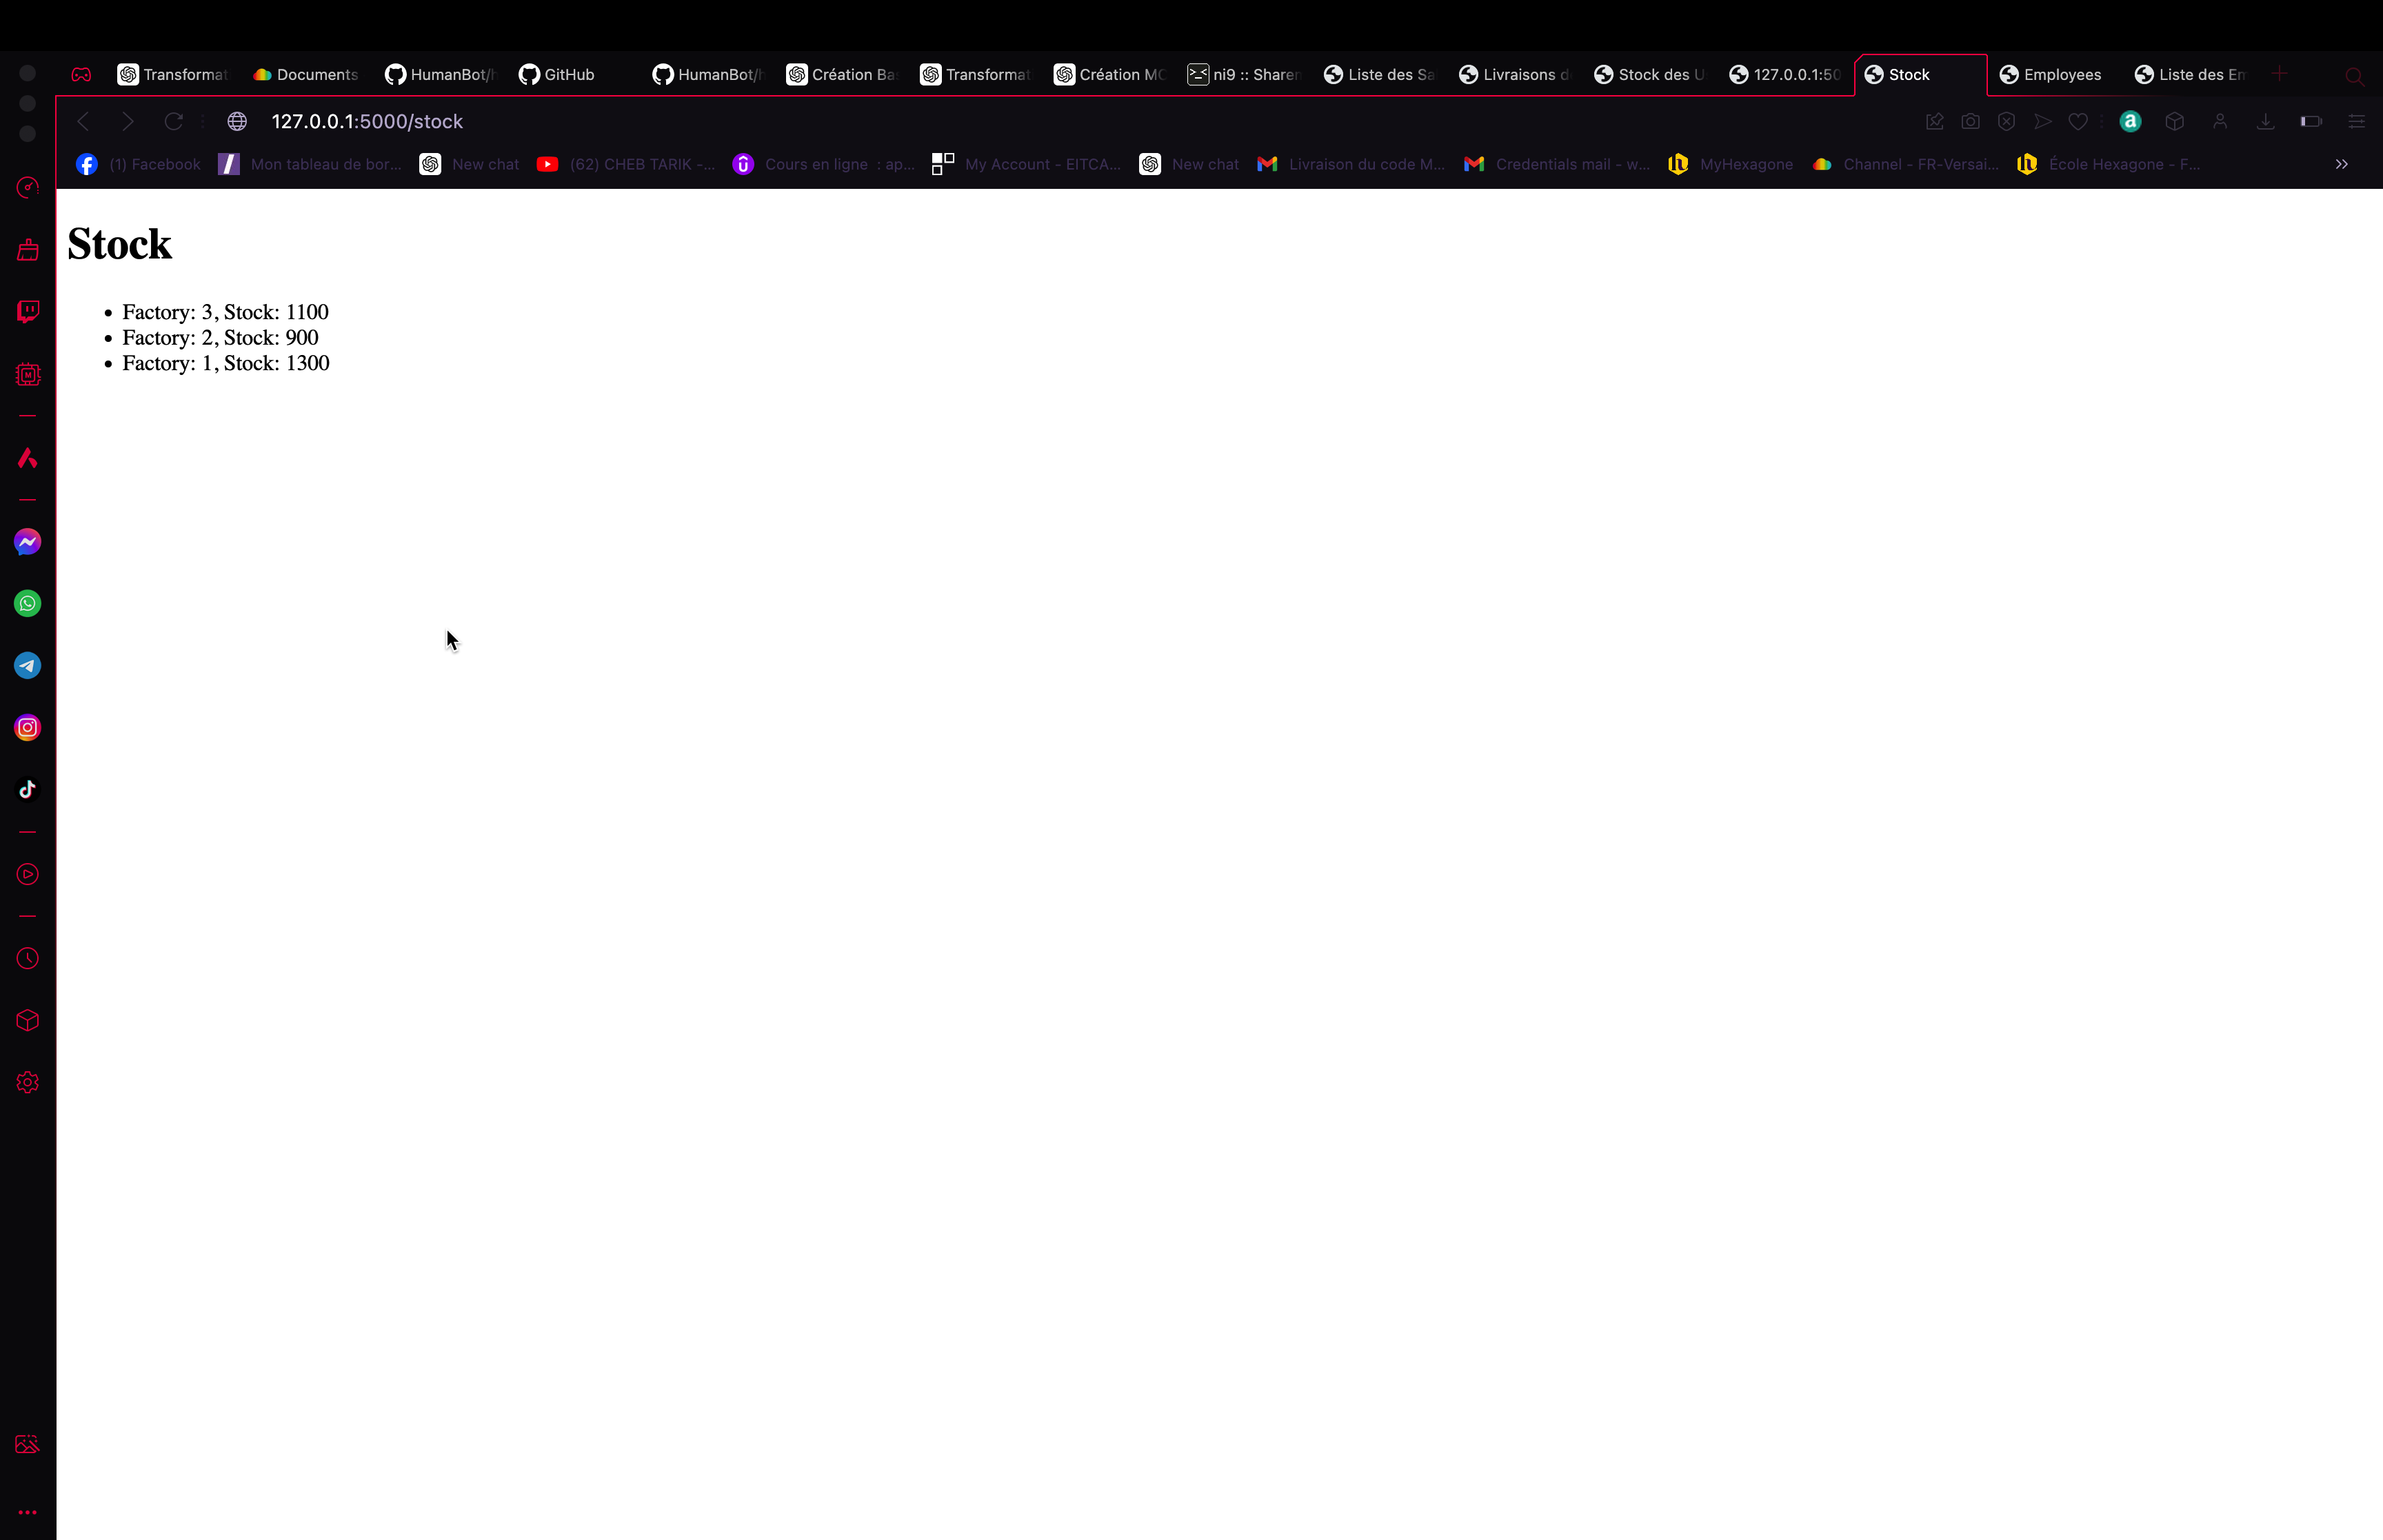 Transformat
Documents
HumanBot/h
GitHub
HumanBot/h
Création Ba
Transformat
Création MC
ni9 :: Sharen
Liste des Sa
Livraisons d
Stock des U
127.0.0.1:50
Stock
Employees
Liste des Em
127.0.0.1:5000/stock
(1) Facebook
Mon tableau de bor...
New chat
(62) CHEB TARIK -...
Cours en ligne : ap...
My Account - EITCA...
New chat
Livraison du code M...
Credentials mail - w...
MyHexagone
Channel - FR-Versai...
École Hexagone - F...
Stock
Factory: 3, Stock: 1100
Factory: 2, Stock: 900
Factory: 1, Stock: 1300